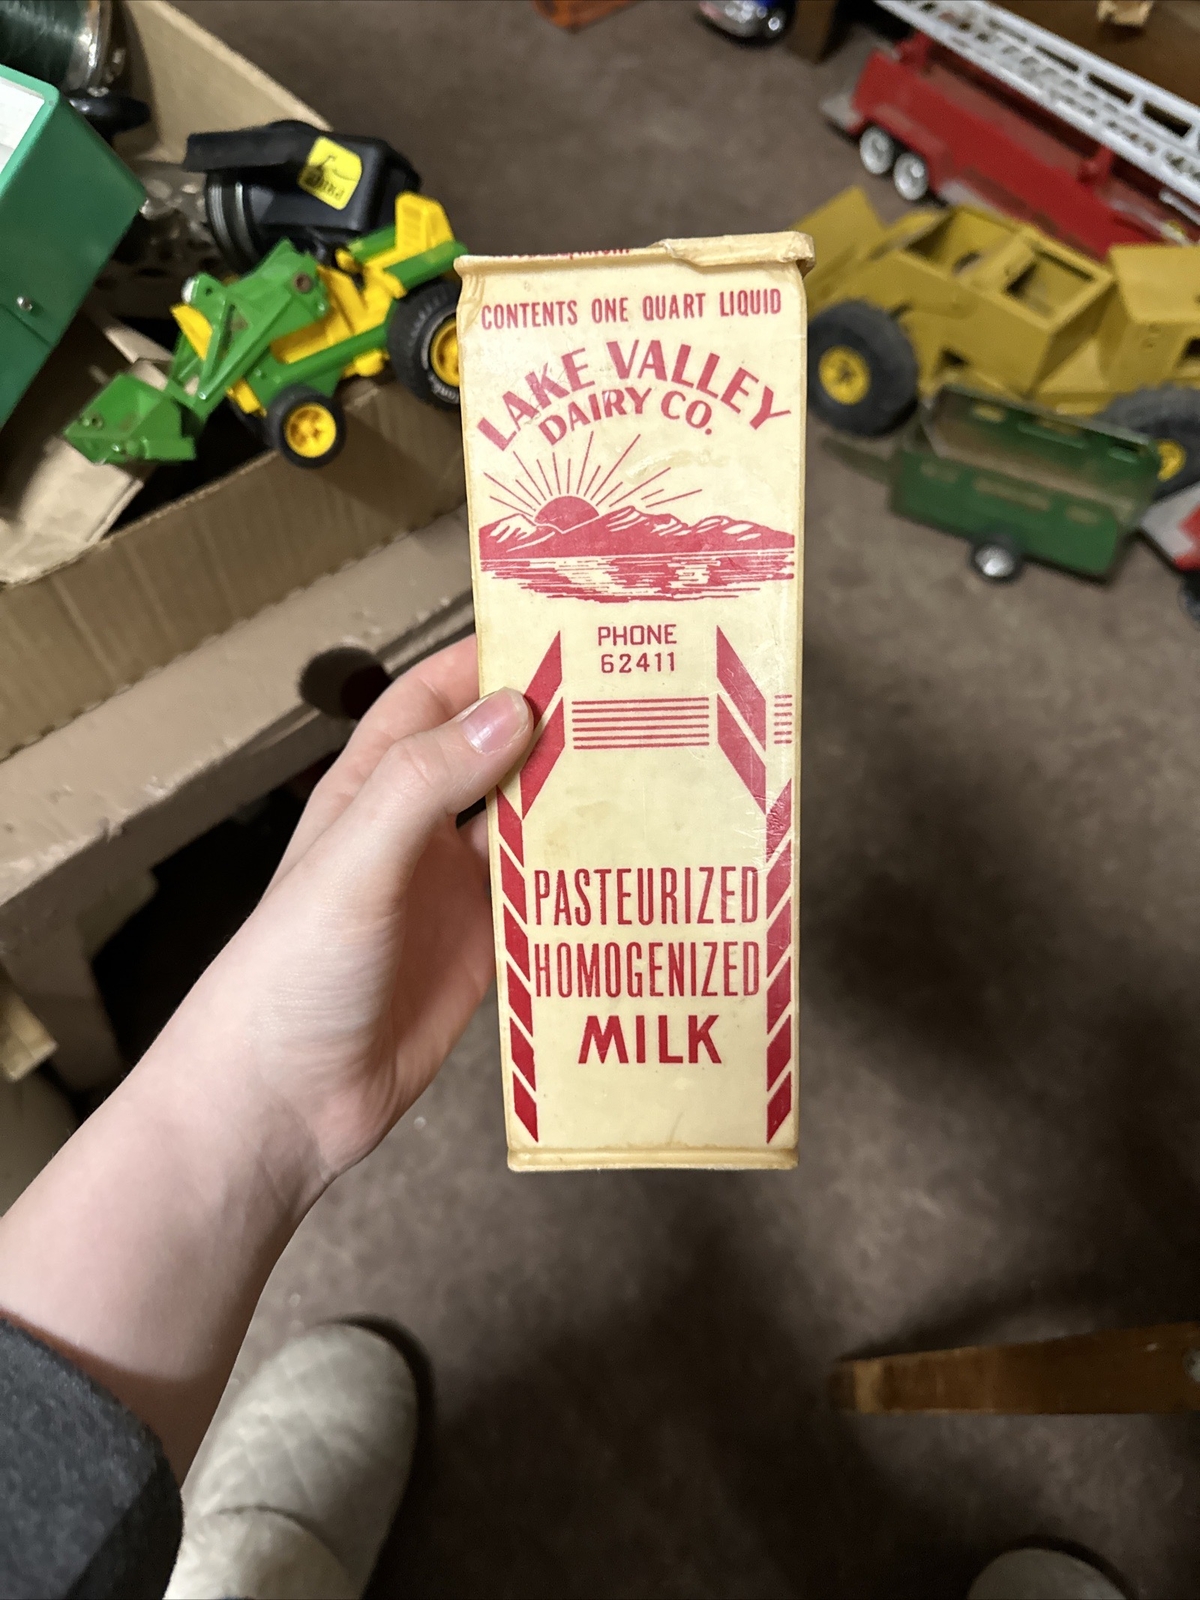 CONTENTS ONE QUART LIQUID
LAKE VALLEY
DAIRY CO.
PHONE
62411
PASTEURIZED
HOMOGENIZED
MILK